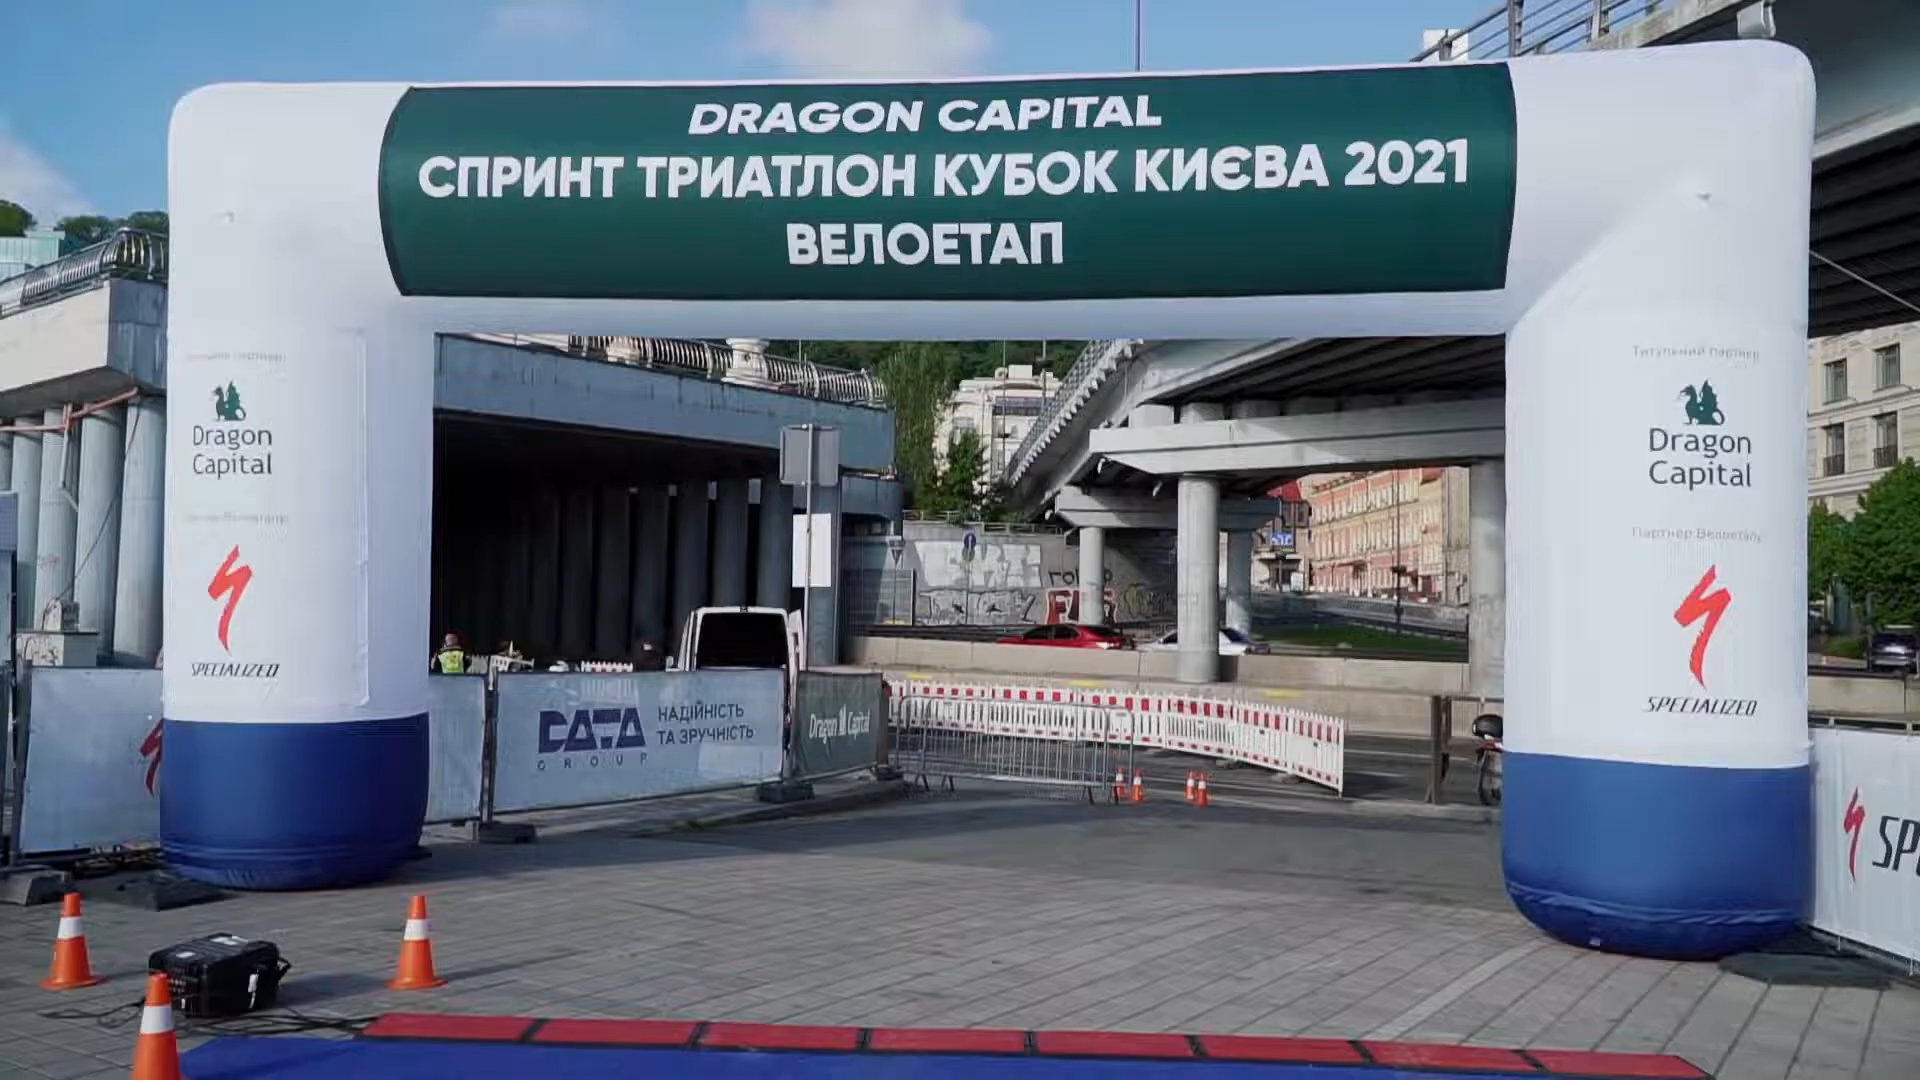 DRAGON CAPITAL
СПРИНТ ТРИАТЛОН КУБОК КИЄВА 2021
ВЕЛОЕТАП
Dragon
Capital
SPECIALIZED
Титульний партнер
Dragon
Capital
Партнер Велоетапу
SPECIALIZED
DATA
GROUP
НАДІЙНІСТЬ
ТА ЗРУЧНІСТЬ
Dragon Capital